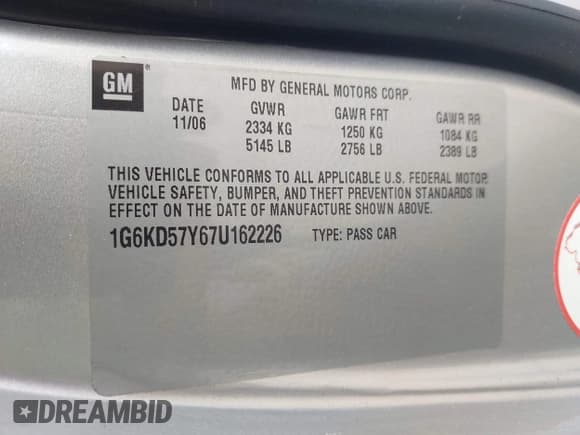 GM
MFD BY GENERAL MOTORS CORP.
DATE GVWR GAWR FRT GAWR RR
11/06 2334 KG 1250 KG 1084 KG
5145 LB 2756 LB 2389 LB
THIS VEHICLE CONFORMS TO ALL APPLICABLE U.S. FEDERAL MOTOR
VEHICLE SAFETY, BUMPER, AND THEFT PREVENTION STANDARDS IN
EFFECT ON THE DATE OF MANUFACTURE SHOWN ABOVE.
1G6KD57Y67U162226 TYPE: PASS CAR
DREAMBID